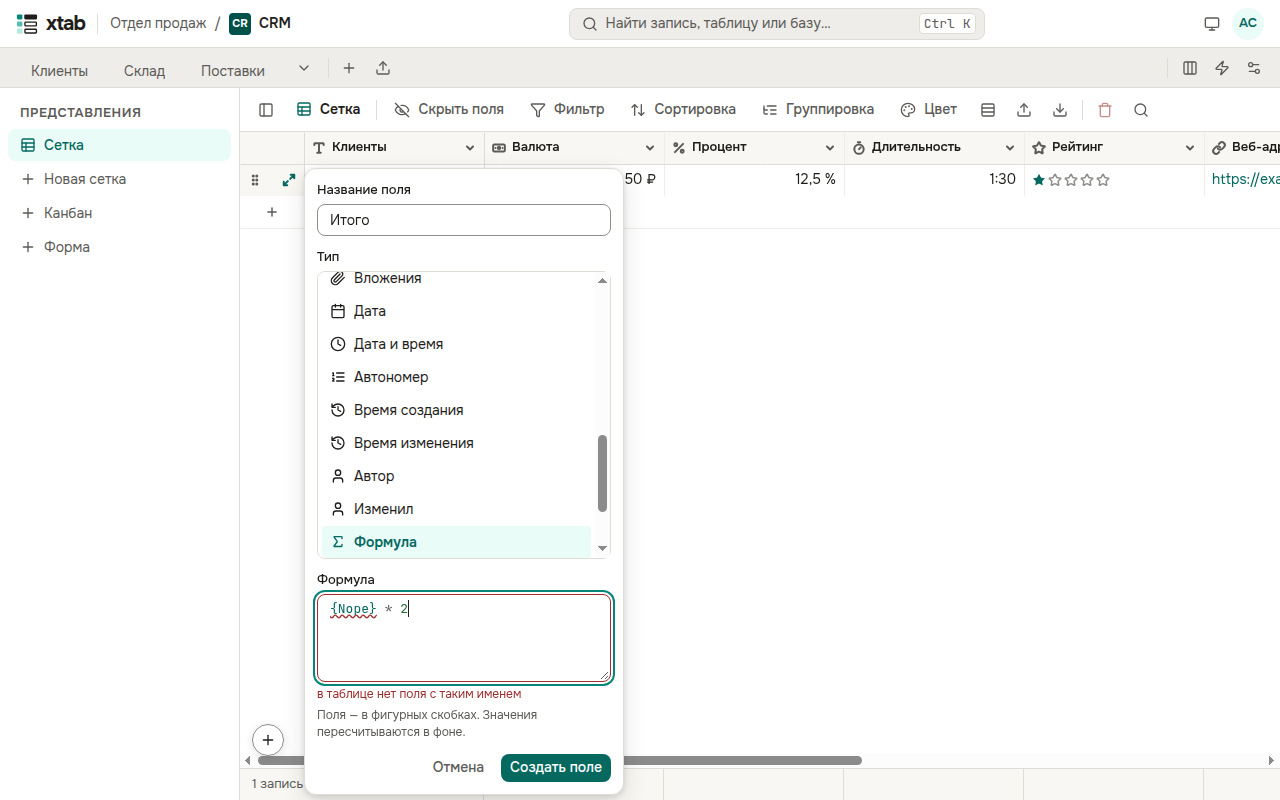 xtab
Отдел продаж / CR CRM
Найти запись, таблицу или базу... Ctrl K
АС
Клиенты Склад Поставки
ПРЕДСТАВЛЕНИЯ
Сетка
Новая сетка
Канбан
Форма
Сетка Скрыть поля Фильтр Сортировка Группировка Цвет
Клиенты Валюта Процент Длительность Рейтинг Веб-адр
50 ₽ 12,5 % 1:30 https://exa
Название поля
Итого
Тип
Вложения
Дата
Дата и время
Автономер
Время создания
Время изменения
Автор
Изменил
Формула
Формула
{Nope} * 2
в таблице нет поля с таким именем
Поля — в фигурных скобках. Значения
пересчитываются в фоне.
Отмена Создать поле
1 запись